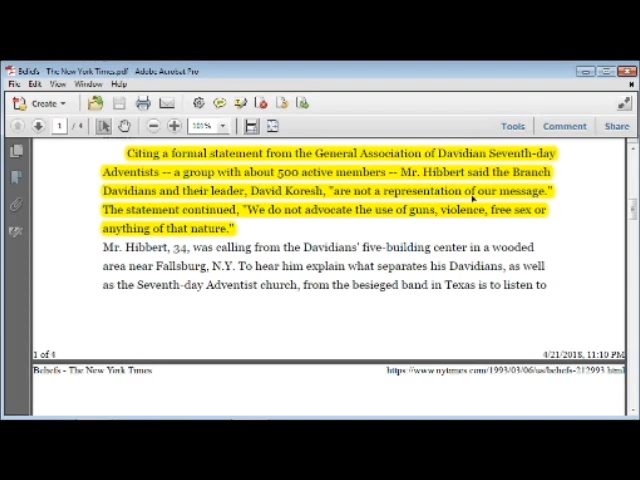 Beliefs - The New York Times.pdf - Adobe Acrobat Pro
File Edit View Window Help
Create
1 / 4 101% Tools Comment Share
Citing a formal statement from the General Association of Davidian Seventh-day
Adventists -- a group with about 500 active members -- Mr. Hibbert said the Branch
Davidians and their leader, David Koresh, "are not a representation of our message."
The statement continued, "We do not advocate the use of guns, violence, free sex or
anything of that nature."
Mr. Hibbert, 34, was calling from the Davidians' five-building center in a wooded
area near Fallsburg, N.Y. To hear him explain what separates his Davidians, as well
as the Seventh-day Adventist church, from the besieged band in Texas is to listen to
1 of 4 4/21/2018, 11:10 PM
Beliefs - The New York Times https://www.nytimes.com/1993/03/06/us/beliefs-212993.html